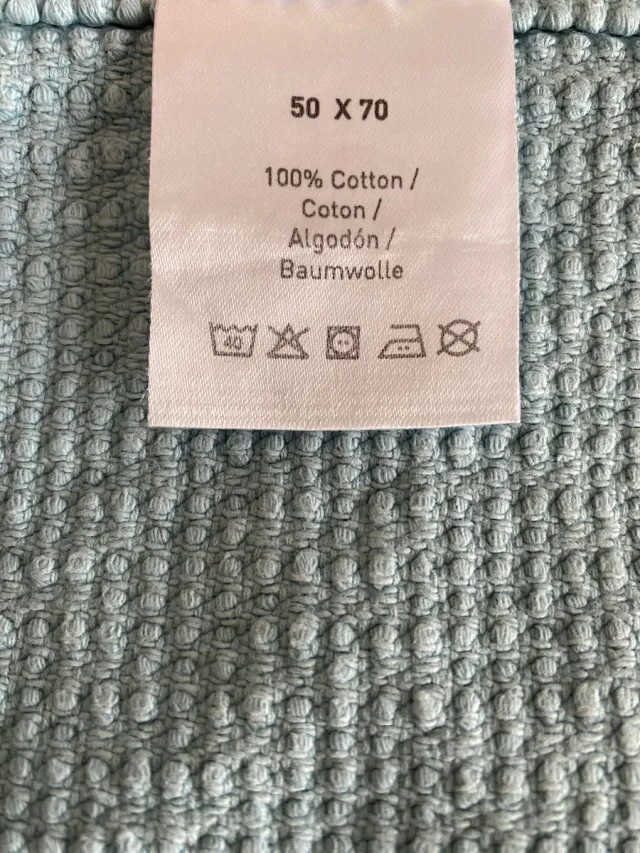 50 X 70
100% Cotton /
Coton /
Algodón /
Baumwolle
40